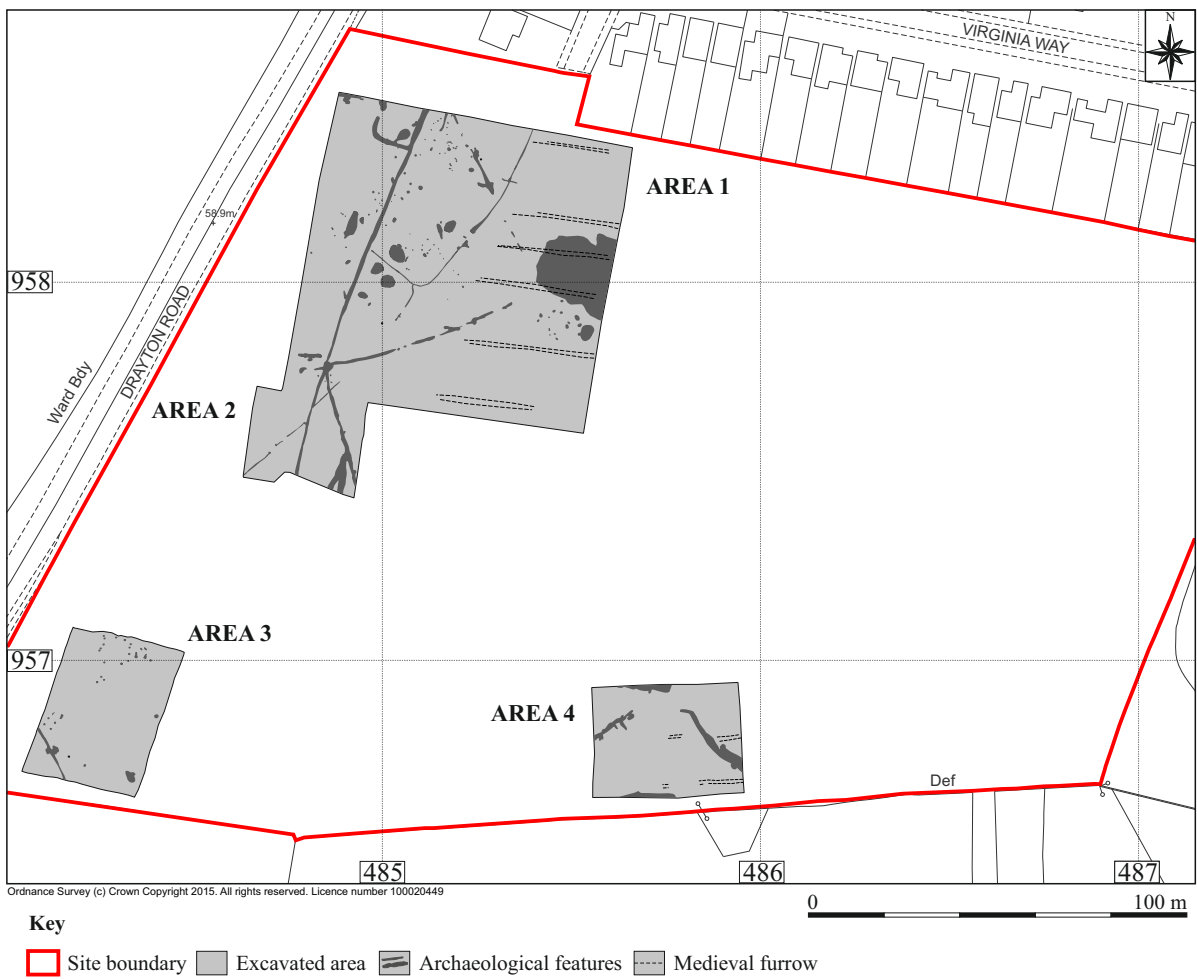 VIRGINIA WAY
N
AREA 1
58.9m
958
DRAYTON ROAD
Ward Bdy
AREA 2
AREA 3
957
AREA 4
Def
485
486
487
Ordnance Survey (c) Crown Copyright 2015. All rights reserved. Licence number 100020449
0 100 m
Key
Site boundary Excavated area Archaeological features Medieval furrow